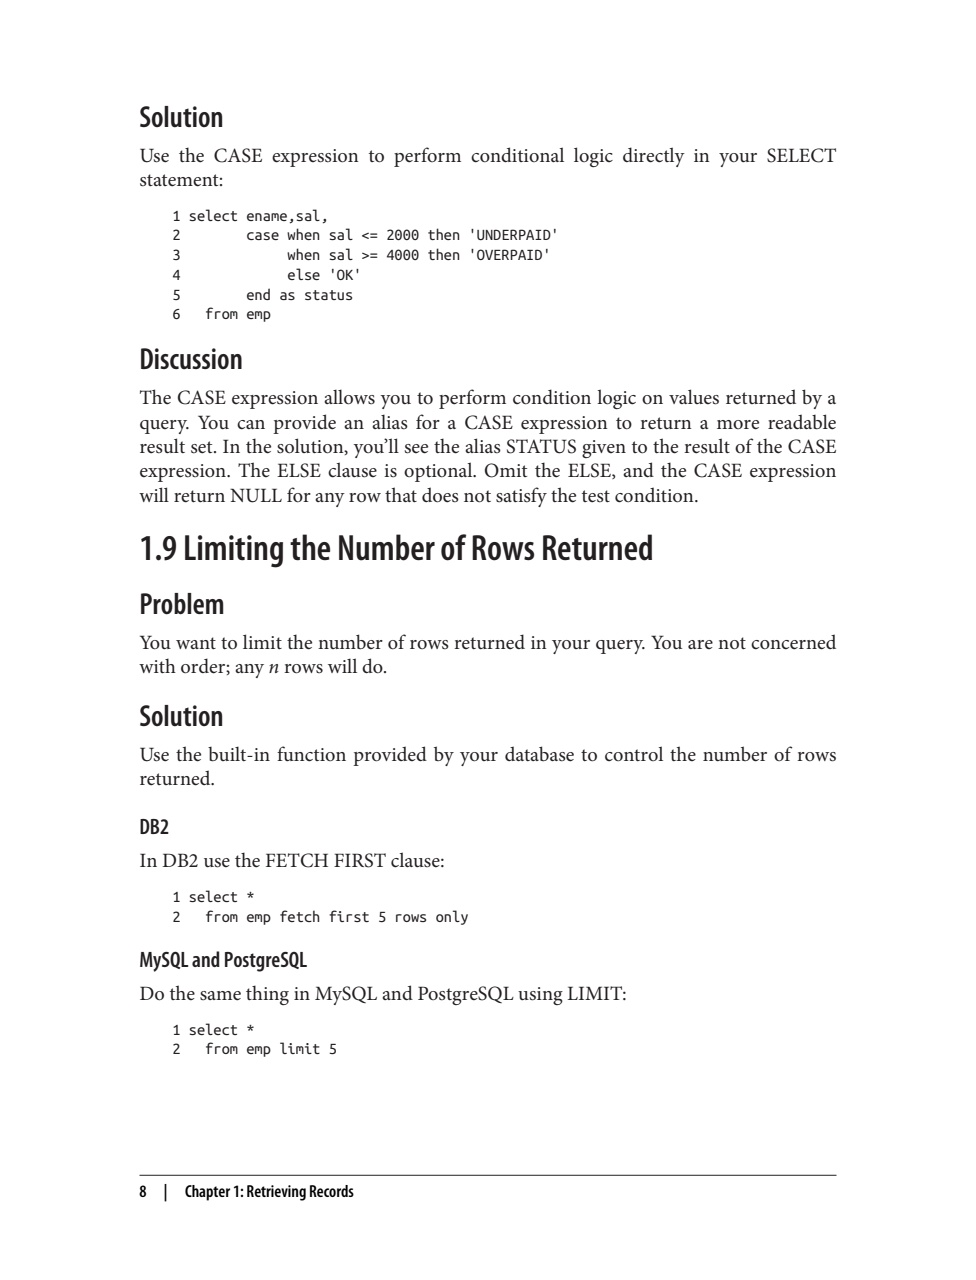 Solution
Use the CASE expression to perform conditional logic directly in your SELECT
statement:
1 select ename,sal,
2        case when sal <= 2000 then 'UNDERPAID'
3             when sal >= 4000 then 'OVERPAID'
4             else 'OK'
5        end as status
6   from emp
Discussion
The CASE expression allows you to perform condition logic on values returned by a
query. You can provide an alias for a CASE expression to return a more readable
result set. In the solution, you’ll see the alias STATUS given to the result of the CASE
expression. The ELSE clause is optional. Omit the ELSE, and the CASE expression
will return NULL for any row that does not satisfy the test condition.
1.9 Limiting the Number of Rows Returned
Problem
You want to limit the number of rows returned in your query. You are not concerned
with order; any n rows will do.
Solution
Use the built-in function provided by your database to control the number of rows
returned.
DB2
In DB2 use the FETCH FIRST clause:
1 select *
2   from emp fetch first 5 rows only
MySQL and PostgreSQL
Do the same thing in MySQL and PostgreSQL using LIMIT:
1 select *
2   from emp limit 5
8 | Chapter 1: Retrieving Records